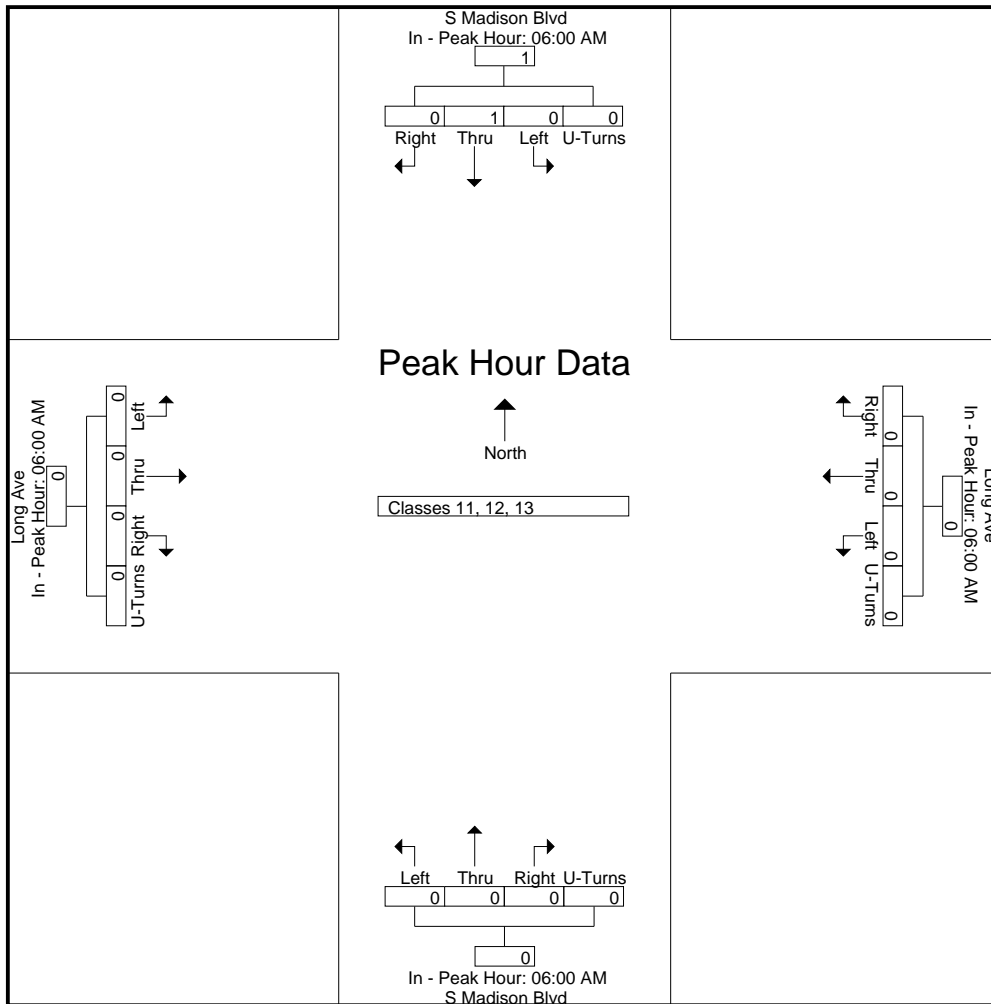 S Madison Blvd
In - Peak Hour: 06:00 AM
1
0 1 0 0
Right Thru Left U-Turns
Peak Hour Data
North
Classes 11, 12, 13
Long Ave
In - Peak Hour: 06:00 AM
0
0 0 0 0
Left Thru Right U-Turns
Long Ave
In - Peak Hour: 06:00 AM
0
0 0 0 0
Right Thru Left U-Turns
Left Thru Right U-Turns
0 0 0 0
0
In - Peak Hour: 06:00 AM
S Madison Blvd